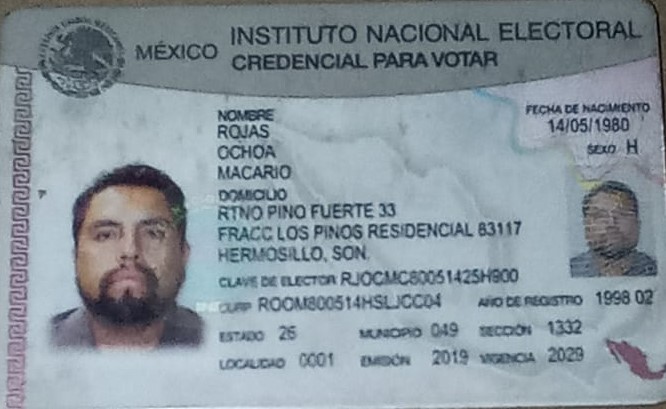 MÉXICO INSTITUTO NACIONAL ELECTORAL
CREDENCIAL PARA VOTAR
NOMBRE
ROJAS
OCHOA
MACARIO
FECHA DE NACIMIENTO
14/05/1980
SEXO H
DOMICILIO
RTNO PINO FUERTE 33
FRACC LOS PINOS RESIDENCIAL 83117
HERMOSILLO, SON.
CLAVE DE ELECTOR RJOCMC80051425H900
CURP ROOM800514HSLJCC04 AÑO DE REGISTRO 1998 02
ESTADO 26 MUNICIPIO 049 SECCIÓN 1332
LOCALIDAD 0001 EMISIÓN 2019 VIGENCIA 2029